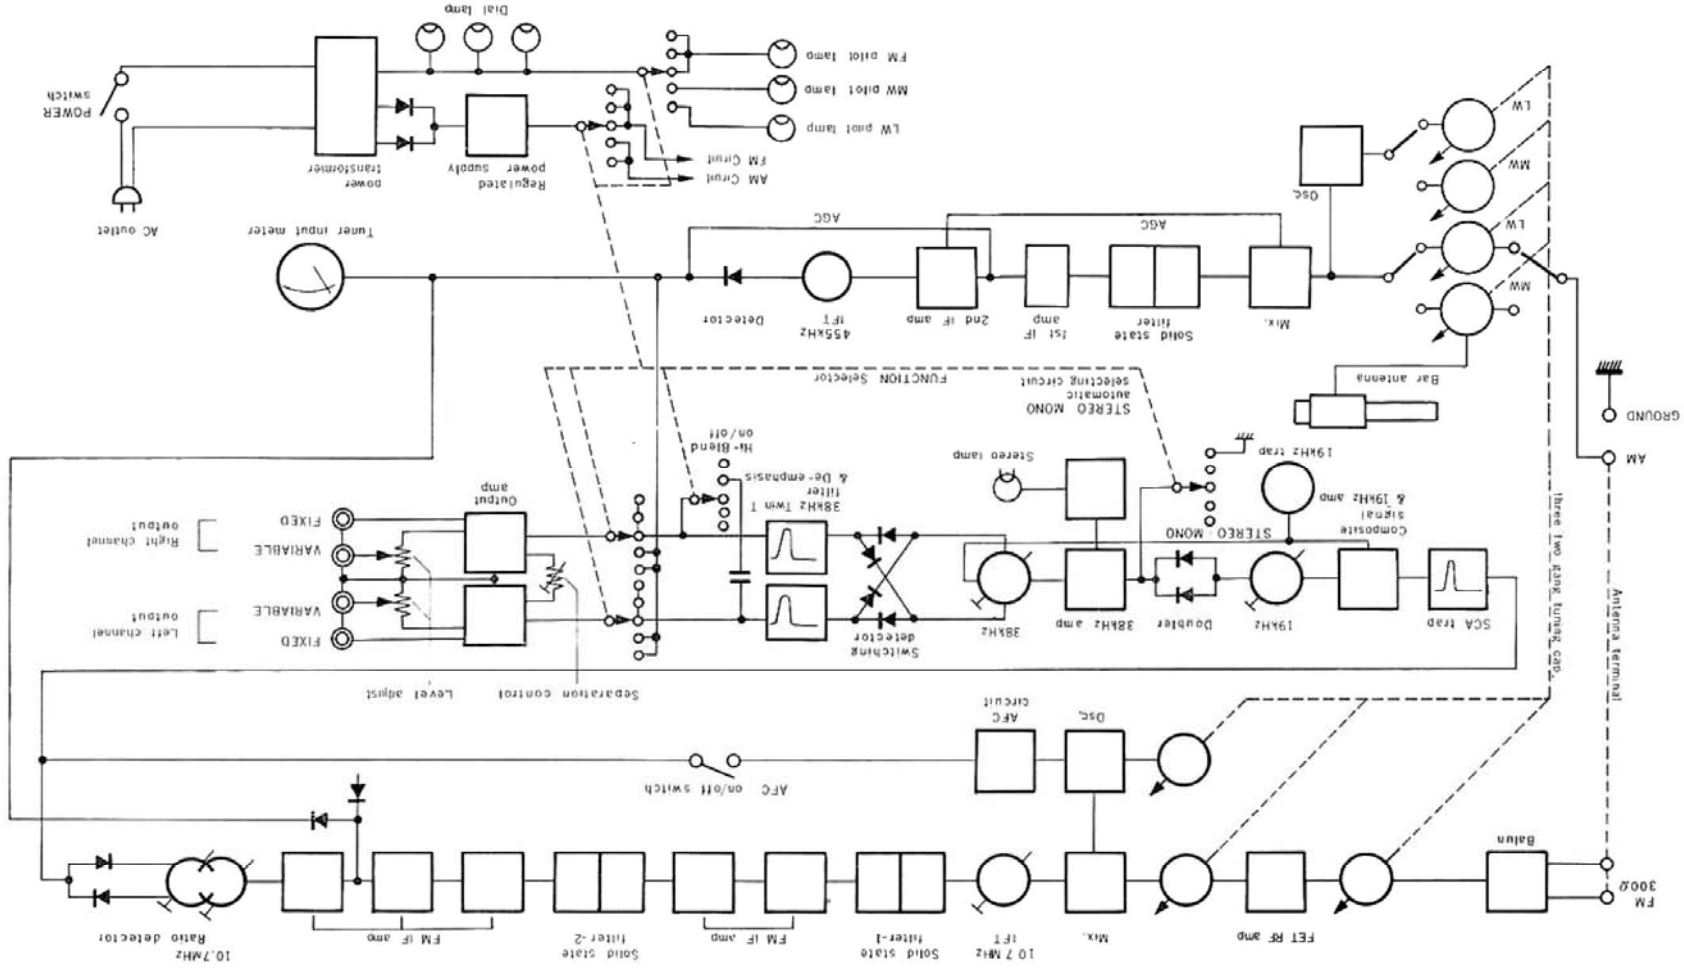 FM
300Ω
Balun
FET RF amp
Mix.
10.7 MHz
IFT
Solid state
filter-1
FM IF amp
Solid state
filter-2
FM IF amp
10.7MHz
Ratio detector
Osc.
AFC
circuit
AFC on/off switch
Antenna terminal
three two gang tuning cap.
SCA trap
Composite
signal
& 19kHz amp
19kHz
19kHz trap
Doubler
38kHz amp
38kHz
STEREO - MONO
Stereo lamp
Switching
detector
38kHz Twin T
filter
& De-emphasis
Hi-Blend
on/off
Separation control
Level adjust
Output
amp
FIXED
VARIABLE
Left channel
output
VARIABLE
FIXED
Right channel
output
STEREO MONO
automatic
selecting circuit
FUNCTION Selector
AM
GROUND
Bar antenna
MW
LW
MW
LW
Mix.
Solid state
filter
1st IF
amp
2nd IF amp
455kHz
IFT
Detector
Tuner input meter
AGC
AGC
Osc.
AM Ciruit
FM Ciruit
LW pilot lamp
MW pilot lamp
FM pilot lamp
Regulated
power supply
power
transformer
Dial lamp
AC outlet
POWER
switch